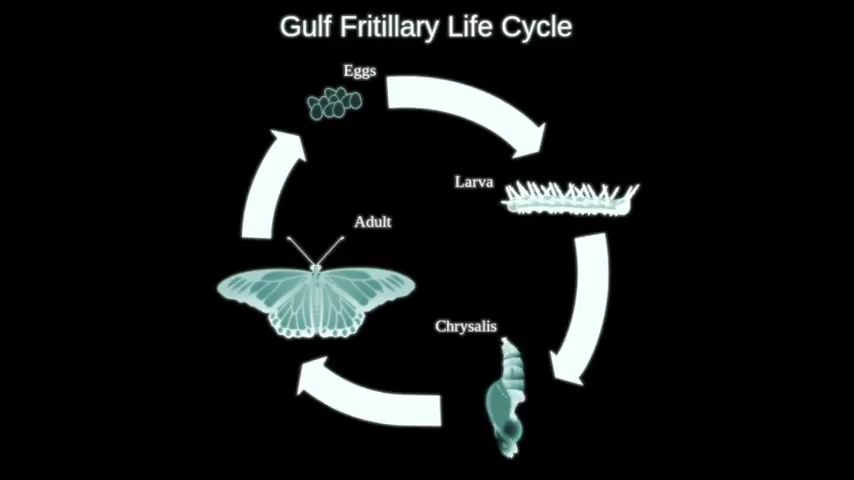 Gulf Fritillary Life Cycle
Eggs
Larva
Adult
Chrysalis